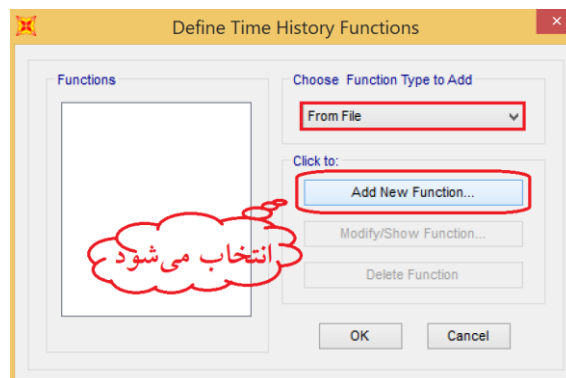 Define Time History Functions
Functions
Choose Function Type to Add
From File
Click to:
Add New Function...
Modify/Show Function...
Delete Function
انتخاب می‌شود
OK
Cancel